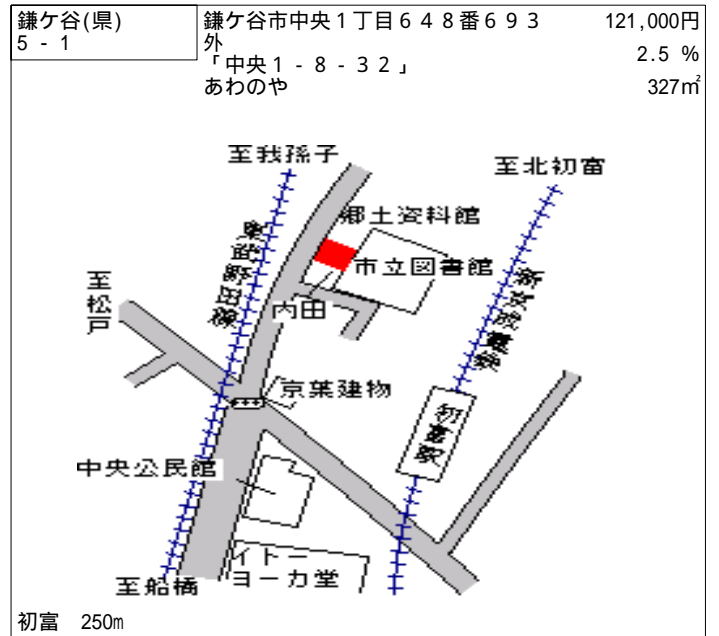 鎌ケ谷(県)
5 - 1
鎌ケ谷市中央1丁目648番693
外
「中央1-8-32」
あわのや
121,000円
2.5 %
327㎡
至我孫子
至北初富
郷土資料館
市立図書館
東武野田線
新京成電鉄
至松戸
内田
京葉建物
初富駅
中央公民館
イトー
ヨーカ堂
至船橋
初富 250m